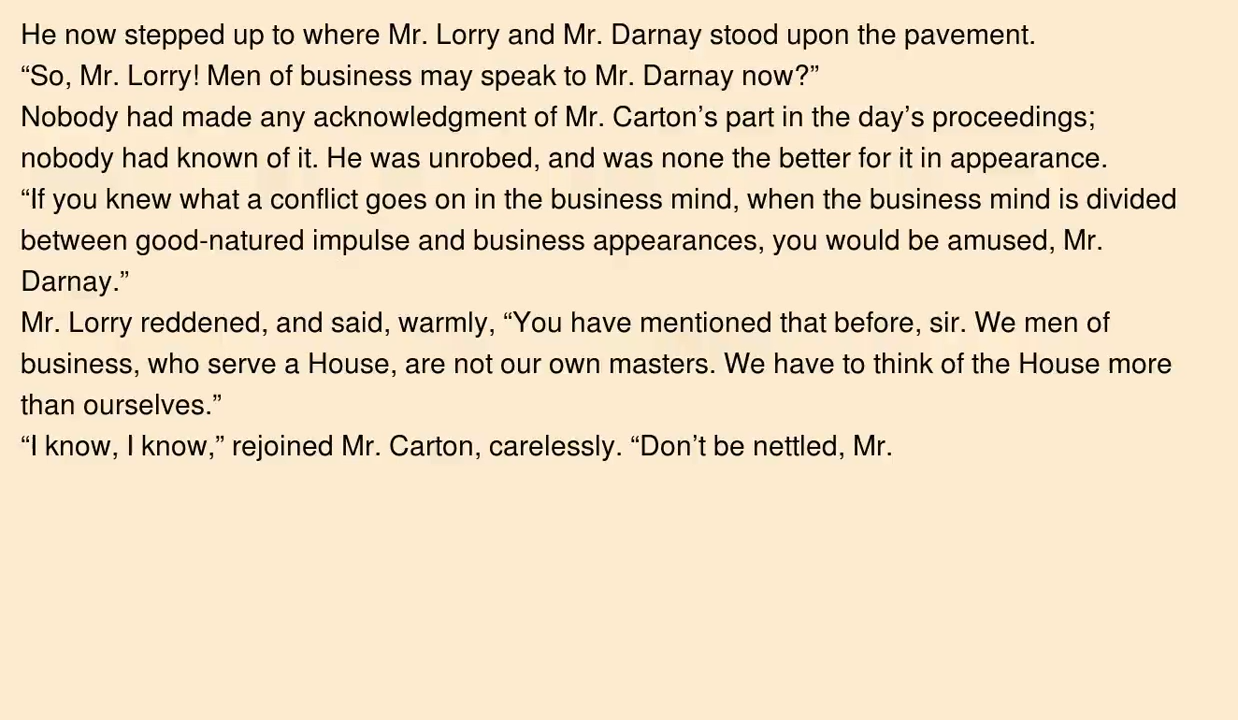 He now stepped up to where Mr. Lorry and Mr. Darnay stood upon the pavement.
“So, Mr. Lorry! Men of business may speak to Mr. Darnay now?”
Nobody had made any acknowledgment of Mr. Carton’s part in the day’s proceedings;
nobody had known of it. He was unrobed, and was none the better for it in appearance.
“If you knew what a conflict goes on in the business mind, when the business mind is divided
between good-natured impulse and business appearances, you would be amused, Mr.
Darnay.”
Mr. Lorry reddened, and said, warmly, “You have mentioned that before, sir. We men of
business, who serve a House, are not our own masters. We have to think of the House more
than ourselves.”
“I know, I know,” rejoined Mr. Carton, carelessly. “Don’t be nettled, Mr.